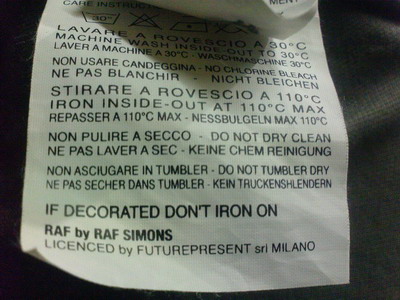 CARE INSTRUCT
MENT
30°
LAVARE A ROVESCIO A 30°C
MACHINE WASH INSIDE-OUT TO 30°C
LAVER A MACHINE A 30°C - WASCHMASCHINE 30°C
NON USARE CANDEGGINA - NO CHLORINE BLEACH
NE PAS BLANCHIR - NICHT BLEICHEN
STIRARE A ROVESCIO A 110°C
IRON INSIDE-OUT AT 110°C MAX
REPASSER A 110°C MAX - NESSBULGELN MAX 110°C
NON PULIRE A SECCO - DO NOT DRY CLEAN
NE PAS LAVER A SEC - KEINE CHEM REINIGUNG
NON ASCIUGARE IN TUMBLER - DO NOT TUMBLER DRY
NE PAS SECHER DANS TUMBLER - KEIN TRUCKENSHLENDERN
IF DECORATED DON'T IRON ON
RAF by RAF SIMONS
LICENCED by FUTUREPRESENT srl MILANO